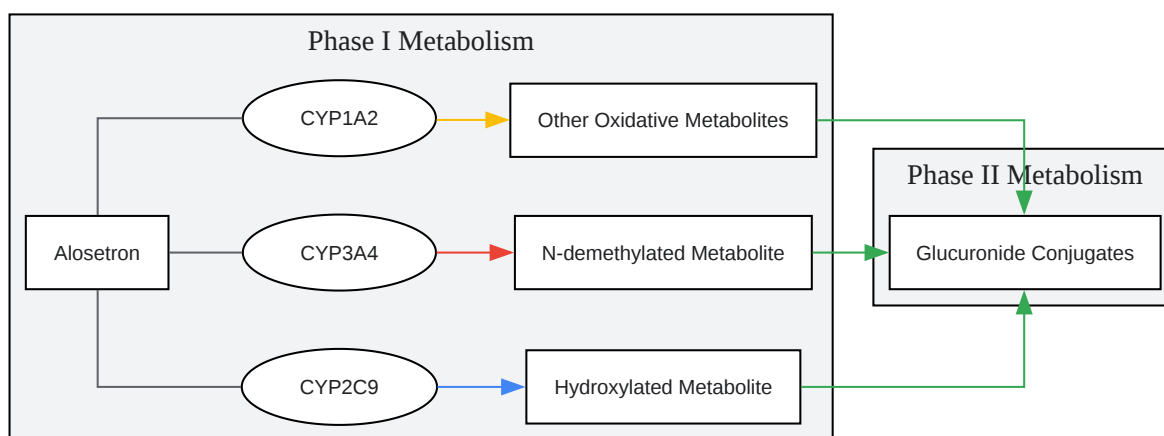 Phase I Metabolism
CYP1A2
Other Oxidative Metabolites
Phase II Metabolism
Alosetron
CYP3A4
N-demethylated Metabolite
Glucuronide Conjugates
CYP2C9
Hydroxylated Metabolite